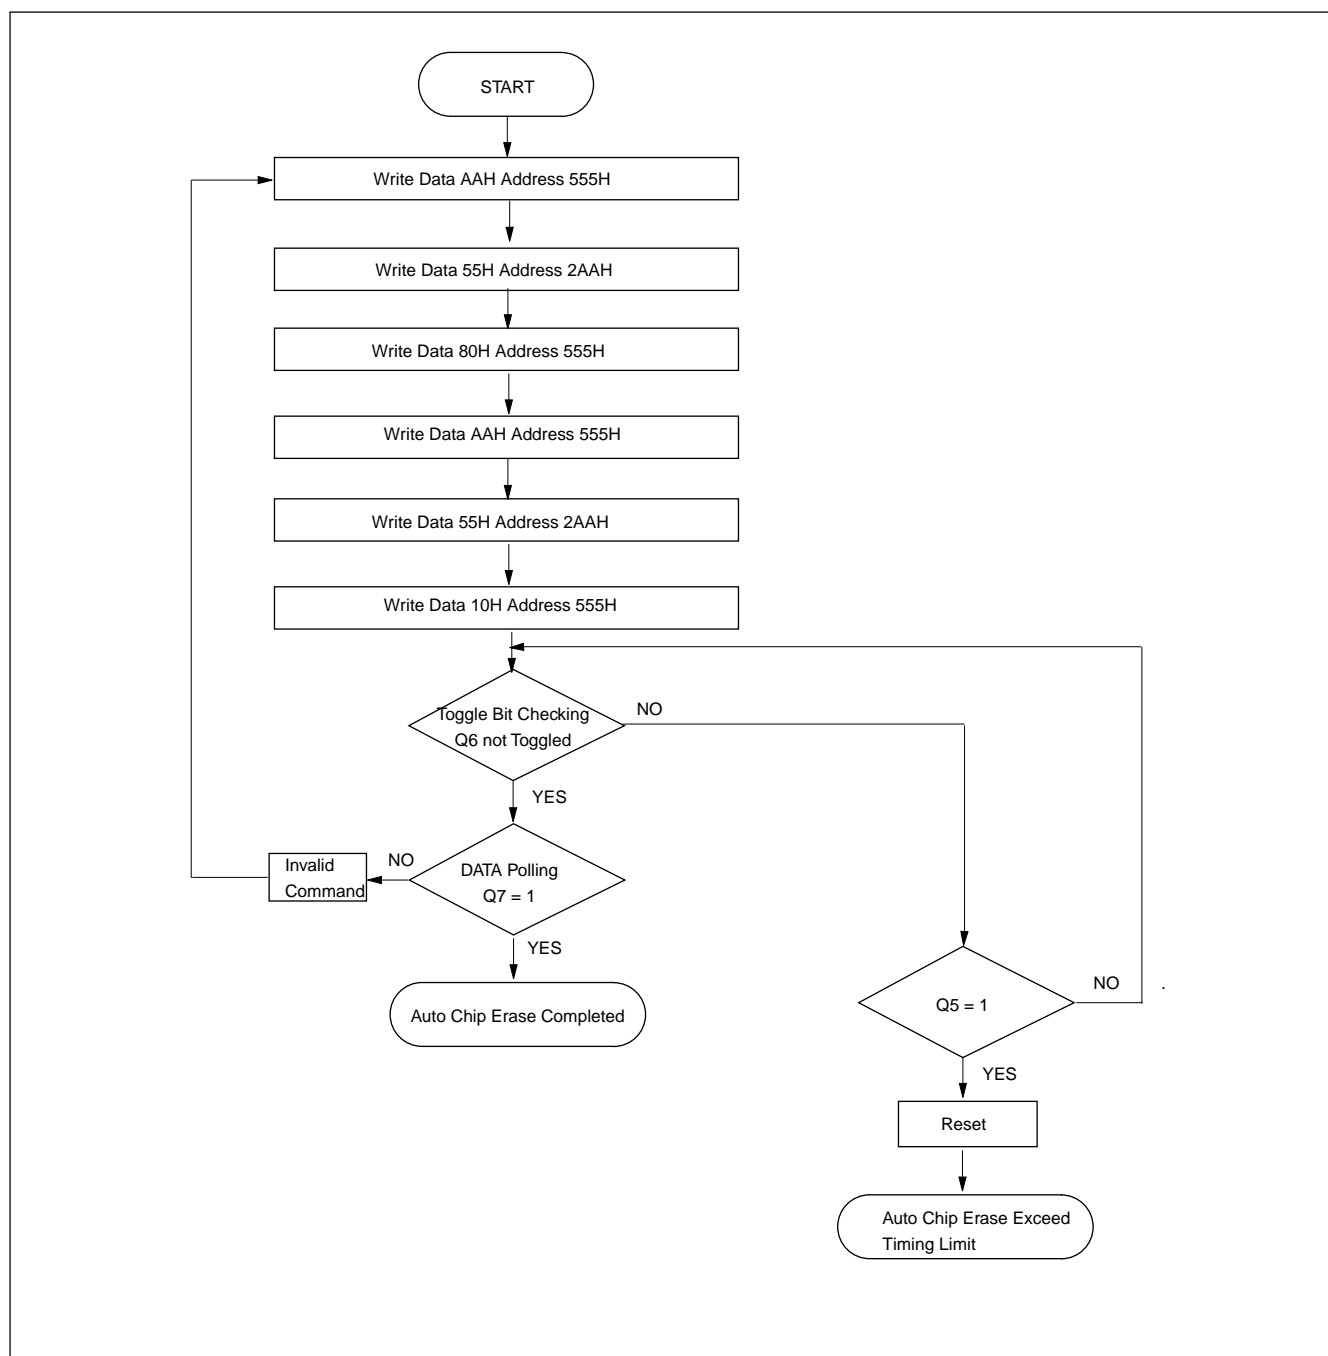 START
Write Data AAH Address 555H
Write Data 55H Address 2AAH
Write Data 80H Address 555H
Write Data AAH Address 555H
Write Data 55H Address 2AAH
Write Data 10H Address 555H
Toggle Bit Checking
Q6 not Toggled
NO
YES
Invalid
Command
NO
DATA Polling
Q7 = 1
YES
Auto Chip Erase Completed
Q5 = 1
NO
.
YES
Reset
Auto Chip Erase Exceed
Timing Limit